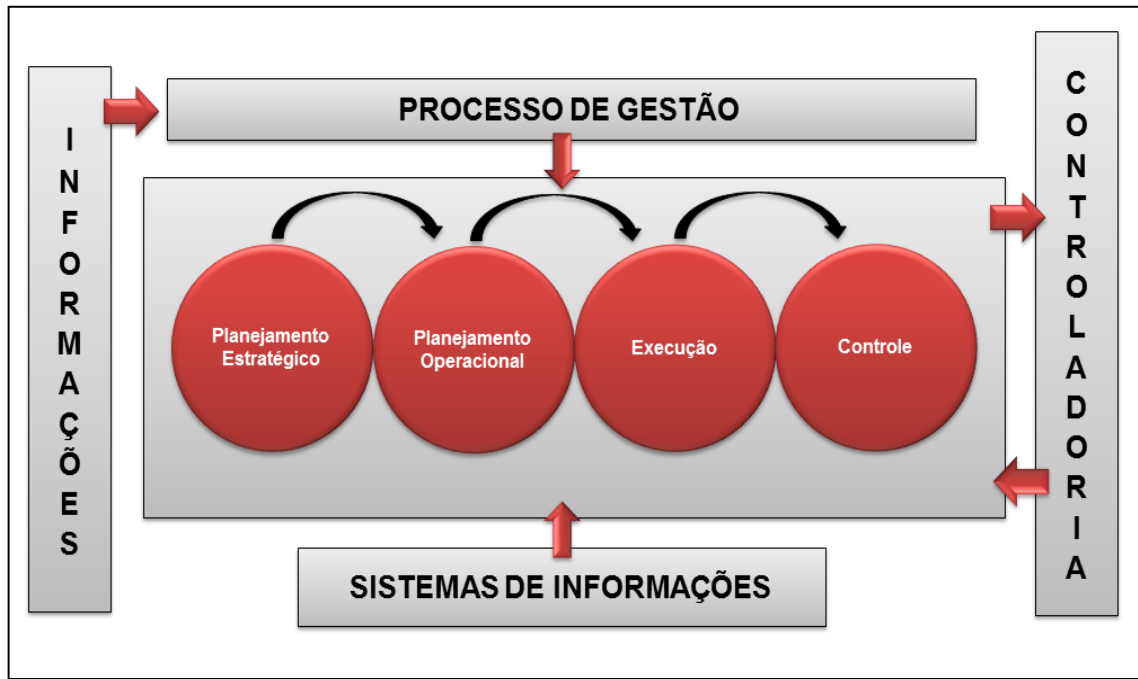 INFORMAÇÕES
PROCESSO DE GESTÃO
Planejamento
Estratégico
Planejamento
Operacional
Execução
Controle
SISTEMAS DE INFORMAÇÕES
CONTROLADORIA